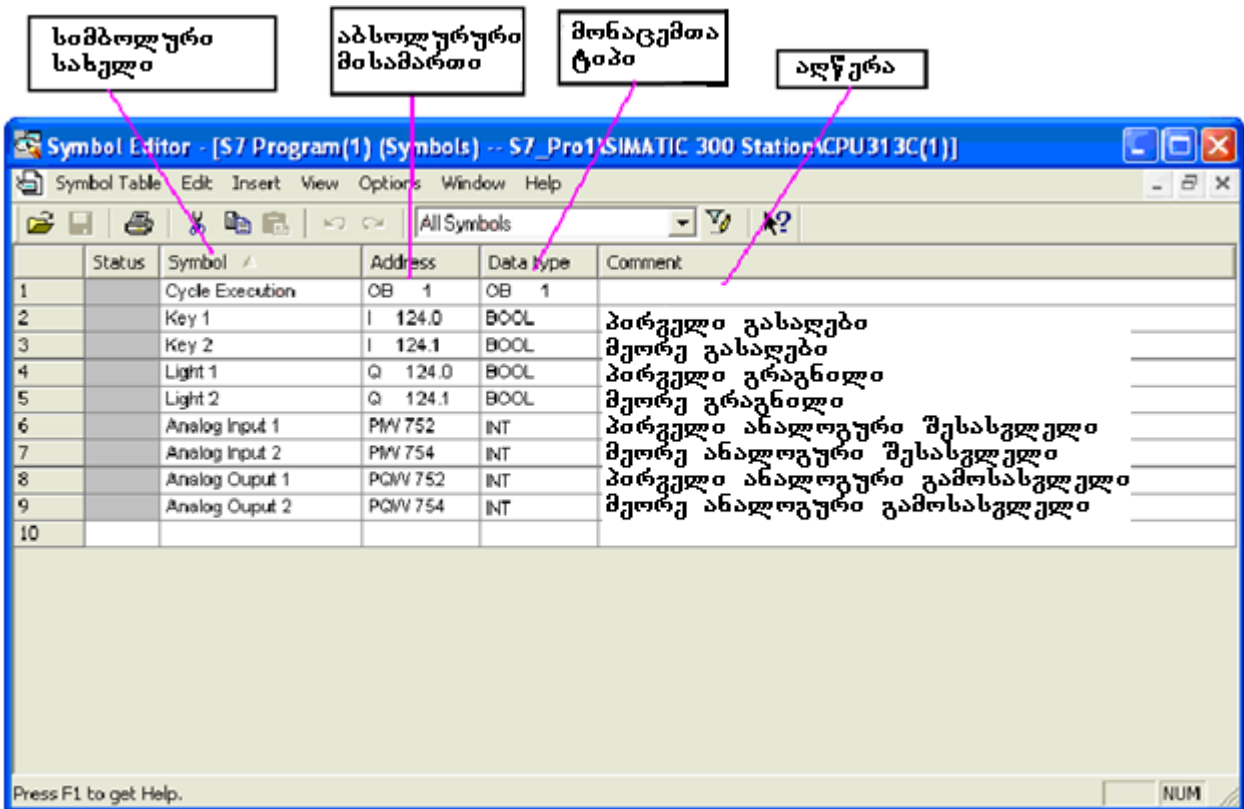 სიმბოლური
სახელი
აბსოლურური
მისამართი
მონაცემთა
ტიპი
აღწერა
Symbol Editor - [S7 Program(1) (Symbols) -- S7_Pro1\SIMATIC 300 Station\CPU313C(1)]
Symbol Table Edit Insert View Options Window Help
All Symbols
Status Symbol Address Data type Comment
1 Cycle Execution OB 1 OB 1
2 Key 1 I 124.0 BOOL პირველი გასაღები
3 Key 2 I 124.1 BOOL მეორე გასაღები
4 Light 1 Q 124.0 BOOL პირველი გრაგნილი
5 Light 2 Q 124.1 BOOL მეორე გრაგნილი
6 Analog Input 1 PIW 752 INT პირველი ანალოგური შესასვლელი
7 Analog Input 2 PIW 754 INT მეორე ანალოგური შესასვლელი
8 Analog Ouput 1 PQW 752 INT პირველი ანალოგური გამოსასვლელი
9 Analog Ouput 2 PQW 754 INT მეორე ანალოგური გამოსასვლელი
10
Press F1 to get Help. NUM